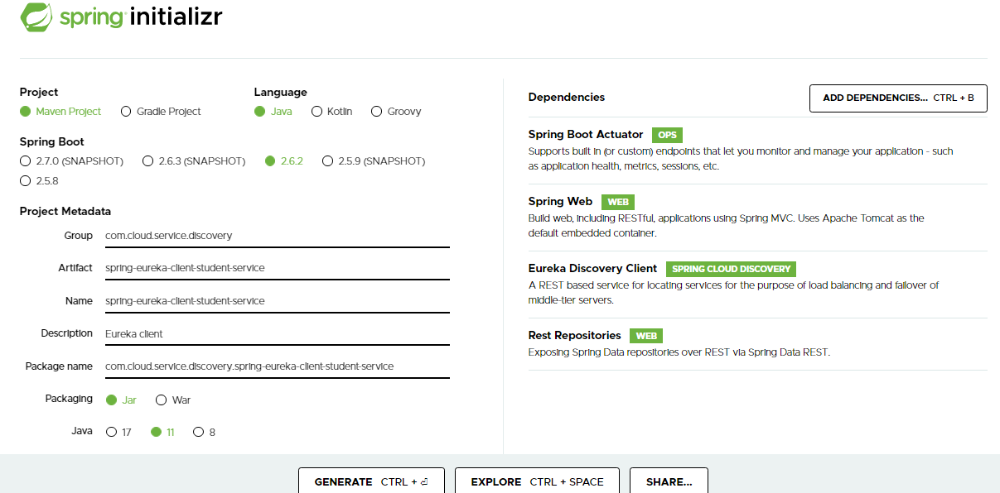 spring initializr
Project
Maven Project Gradle Project
Language
Java Kotlin Groovy
Spring Boot
2.7.0 (SNAPSHOT) 2.6.3 (SNAPSHOT) 2.6.2 2.5.9 (SNAPSHOT)
2.5.8
Project Metadata
Group com.cloud.service.discovery
Artifact spring-eureka-client-student-service
Name spring-eureka-client-student-service
Description Eureka client
Package name com.cloud.service.discovery.spring-eureka-client-student-service
Packaging Jar War
Java 17 11 8
Dependencies ADD DEPENDENCIES... CTRL + B
Spring Boot Actuator OPS
Supports built in (or custom) endpoints that let you monitor and manage your application - such
as application health, metrics, sessions, etc.
Spring Web WEB
Build web, including RESTful, applications using Spring MVC. Uses Apache Tomcat as the
default embedded container.
Eureka Discovery Client SPRING CLOUD DISCOVERY
A REST based service for locating services for the purpose of load balancing and failover of
middle-tier servers.
Rest Repositories WEB
Exposing Spring Data repositories over REST via Spring Data REST.
GENERATE CTRL + ⏎ EXPLORE CTRL + SPACE SHARE...